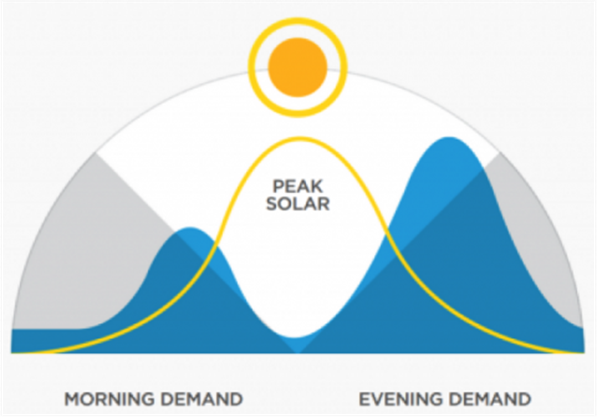 PEAK
SOLAR
MORNING DEMAND
EVENING DEMAND